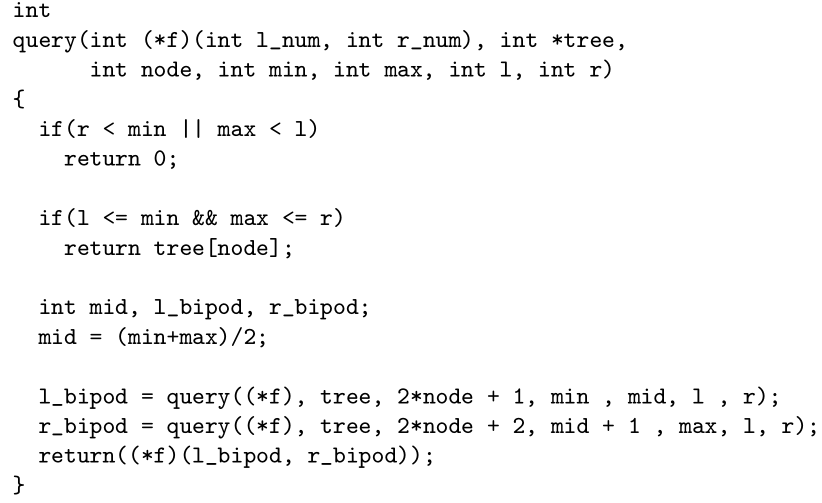 int
query(int (*f)(int l_num, int r_num), int *tree,
      int node, int min, int max, int l, int r)
{
  if(r < min || max < l)
    return 0;

  if(l <= min && max <= r)
    return tree[node];

  int mid, l_bipod, r_bipod;
  mid = (min+max)/2;

  l_bipod = query((*f), tree, 2*node + 1, min , mid, l , r);
  r_bipod = query((*f), tree, 2*node + 2, mid + 1 , max, l, r);
  return((*f)(l_bipod, r_bipod));
}